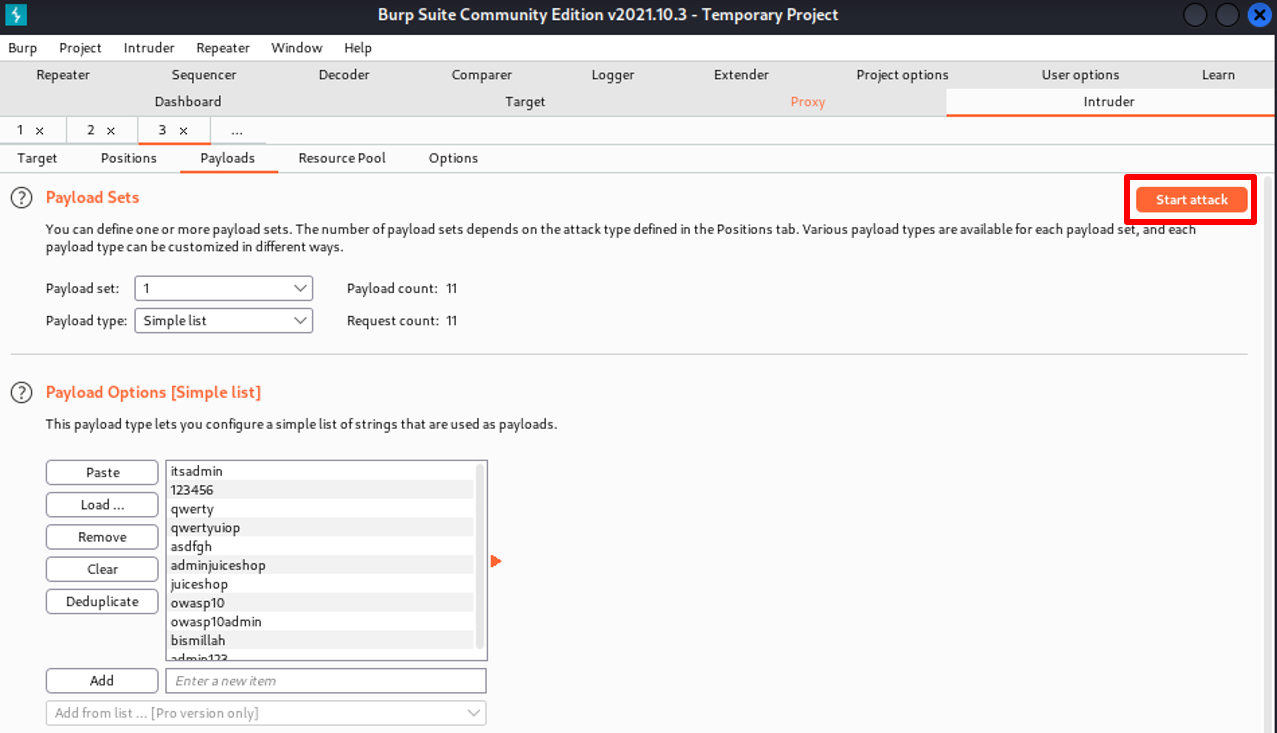 Burp Suite Community Edition v2021.10.3 - Temporary Project
Burp Project Intruder Repeater Window Help
Repeater Sequencer Decoder Comparer Logger Extender Project options User options Learn
Dashboard Target Proxy Intruder
1 × 2 × 3 × ...
Target Positions Payloads Resource Pool Options
? Payload Sets
Start attack
You can define one or more payload sets. The number of payload sets depends on the attack type defined in the Positions tab. Various payload types are available for each payload set, and each
payload type can be customized in different ways.
Payload set: 1 Payload count: 11
Payload type: Simple list Request count: 11
? Payload Options [Simple list]
This payload type lets you configure a simple list of strings that are used as payloads.
Paste
Load ...
Remove
Clear
Deduplicate
itsadmin
123456
qwerty
qwertyuiop
asdfgh
adminjuiceshop
juiceshop
owasp10
owasp10admin
bismillah
admin123
Add Enter a new item
Add from list ... [Pro version only]